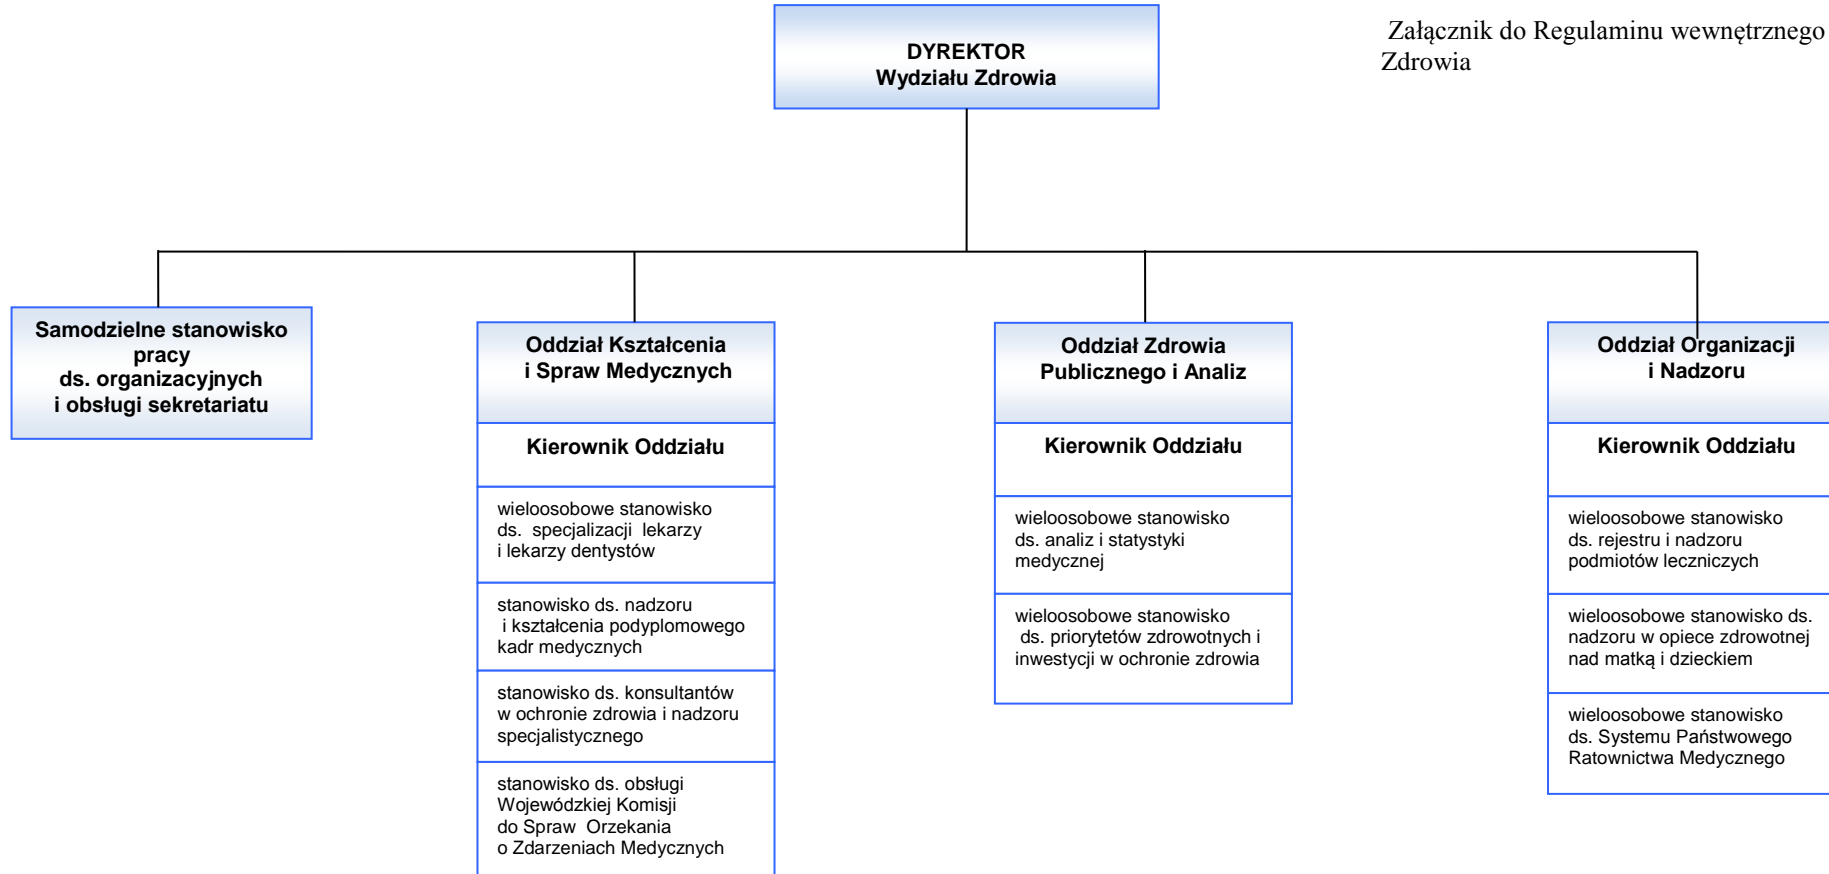 Załącznik do Regulaminu wewnętrznego
Zdrowia
DYREKTOR
Wydziału Zdrowia
Samodzielne stanowisko
pracy
ds. organizacyjnych
i obsługi sekretariatu
Oddział Kształcenia
i Spraw Medycznych
Kierownik Oddziału
wieloosobowe stanowisko
ds. specjalizacji lekarzy
i lekarzy dentystów
stanowisko ds. nadzoru
i kształcenia podyplomowego
kadr medycznych
stanowisko ds. konsultantów
w ochronie zdrowia i nadzoru
specjalistycznego
stanowisko ds. obsługi
Wojewódzkiej Komisji
do Spraw Orzekania
o Zdarzeniach Medycznych
Oddział Zdrowia
Publicznego i Analiz
Kierownik Oddziału
wieloosobowe stanowisko
ds. analiz i statystyki
medycznej
wieloosobowe stanowisko
ds. priorytetów zdrowotnych i
inwestycji w ochronie zdrowia
Oddział Organizacji
i Nadzoru
Kierownik Oddziału
wieloosobowe stanowisko
ds. rejestru i nadzoru
podmiotów leczniczych
wieloosobowe stanowisko ds.
nadzoru w opiece zdrowotnej
nad matką i dzieckiem
wieloosobowe stanowisko
ds. Systemu Państwowego
Ratownictwa Medycznego